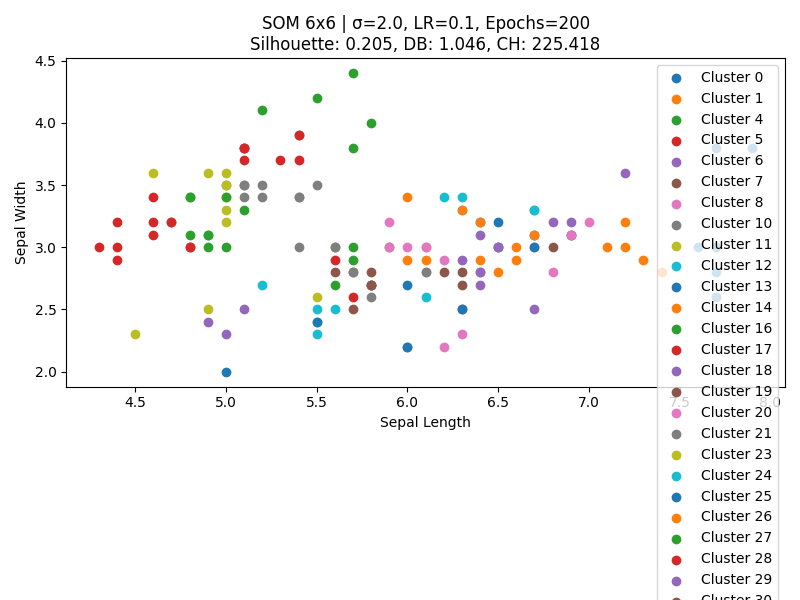 SOM 6x6 | σ=2.0, LR=0.1, Epochs=200
Silhouette: 0.205, DB: 1.046, CH: 225.418
4.5
4.0
3.5
3.0
2.5
2.0
Sepal Width
4.5 5.0 5.5 6.0 6.5 7.0 7.5 8.0
Sepal Length
Cluster 0
Cluster 1
Cluster 4
Cluster 5
Cluster 6
Cluster 7
Cluster 8
Cluster 10
Cluster 11
Cluster 12
Cluster 13
Cluster 14
Cluster 16
Cluster 17
Cluster 18
Cluster 19
Cluster 20
Cluster 21
Cluster 23
Cluster 24
Cluster 25
Cluster 26
Cluster 27
Cluster 28
Cluster 29
Cluster 30